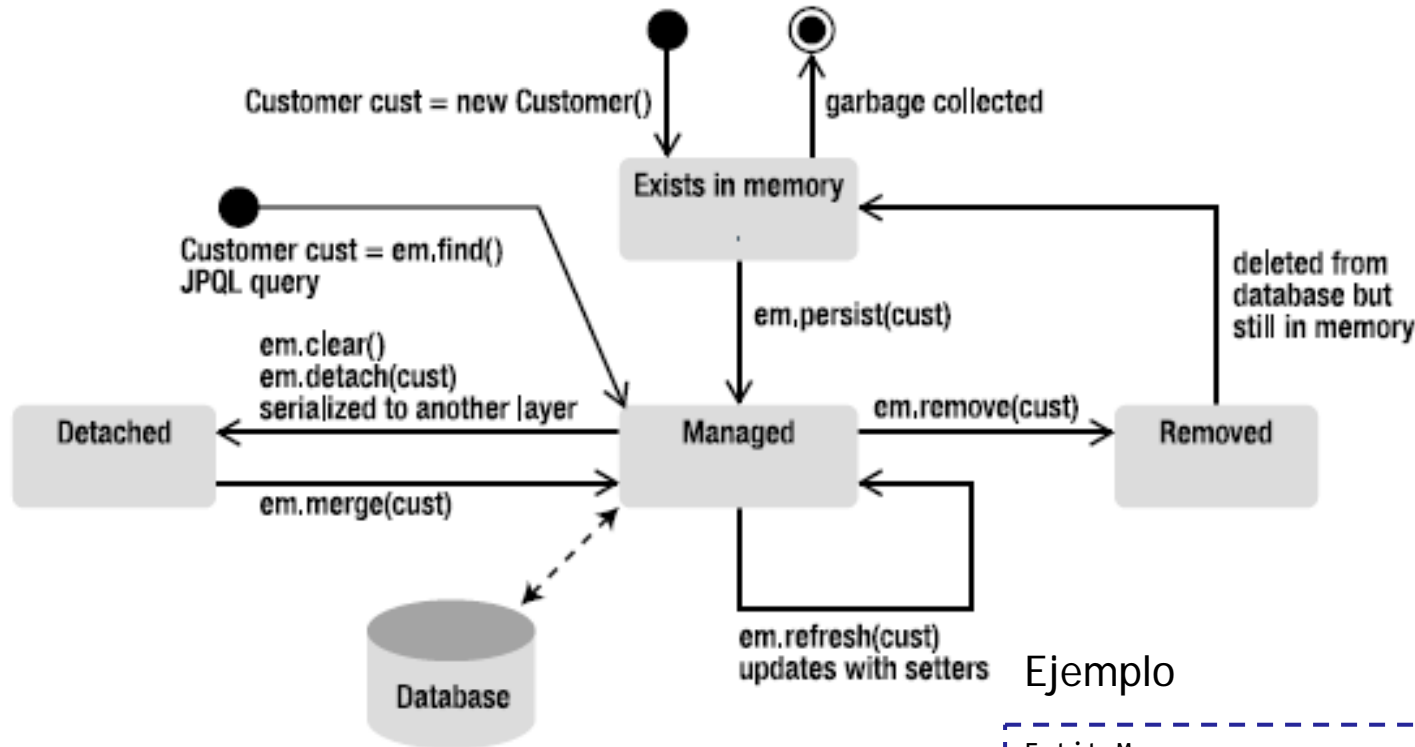 Customer cust = new Customer()
garbage collected
Exists in memory
Customer cust = em.find()
JPQL query
deleted from
database but
still in memory
em.persist(cust)
em.clear()
em.detach(cust)
serialized to another layer
em.remove(cust)
Detached
Managed
Removed
em.merge(cust)
em.refresh(cust)
updates with setters
Database
Ejemplo